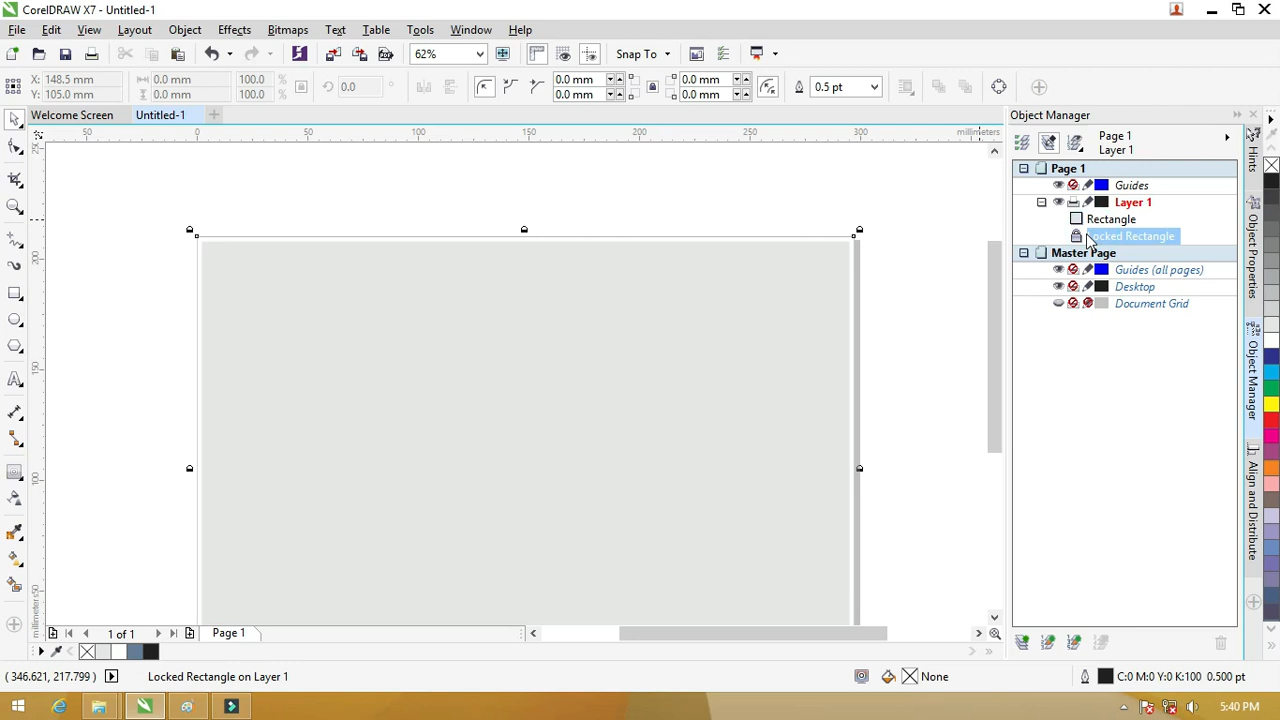 CorelDRAW X7 - Untitled-1
File Edit View Layout Object Effects Bitmaps Text Table Tools Window Help
62% Snap To
X: 148.5 mm 0.0 mm 100.0 % 0.0 ° 0.0 mm 0.0 mm 0.5 pt
Y: 105.0 mm 0.0 mm 100.0 % 0.0 mm 0.0 mm
Welcome Screen Untitled-1
Object Manager
50 0 50 100 150 200 250 300 millimeters
Page 1
Layer 1
Page 1
Guides
Layer 1
Rectangle
ocked Rectangle
Master Page
Guides (all pages)
Desktop
Document Grid
200
150
100
50
millimeters
Hints
Object Properties
Object Manager
Align and Distribute
1 of 1 Page 1
( 346.621, 217.799 ) Locked Rectangle on Layer 1 None C:0 M:0 Y:0 K:100 0.500 pt
5:40 PM